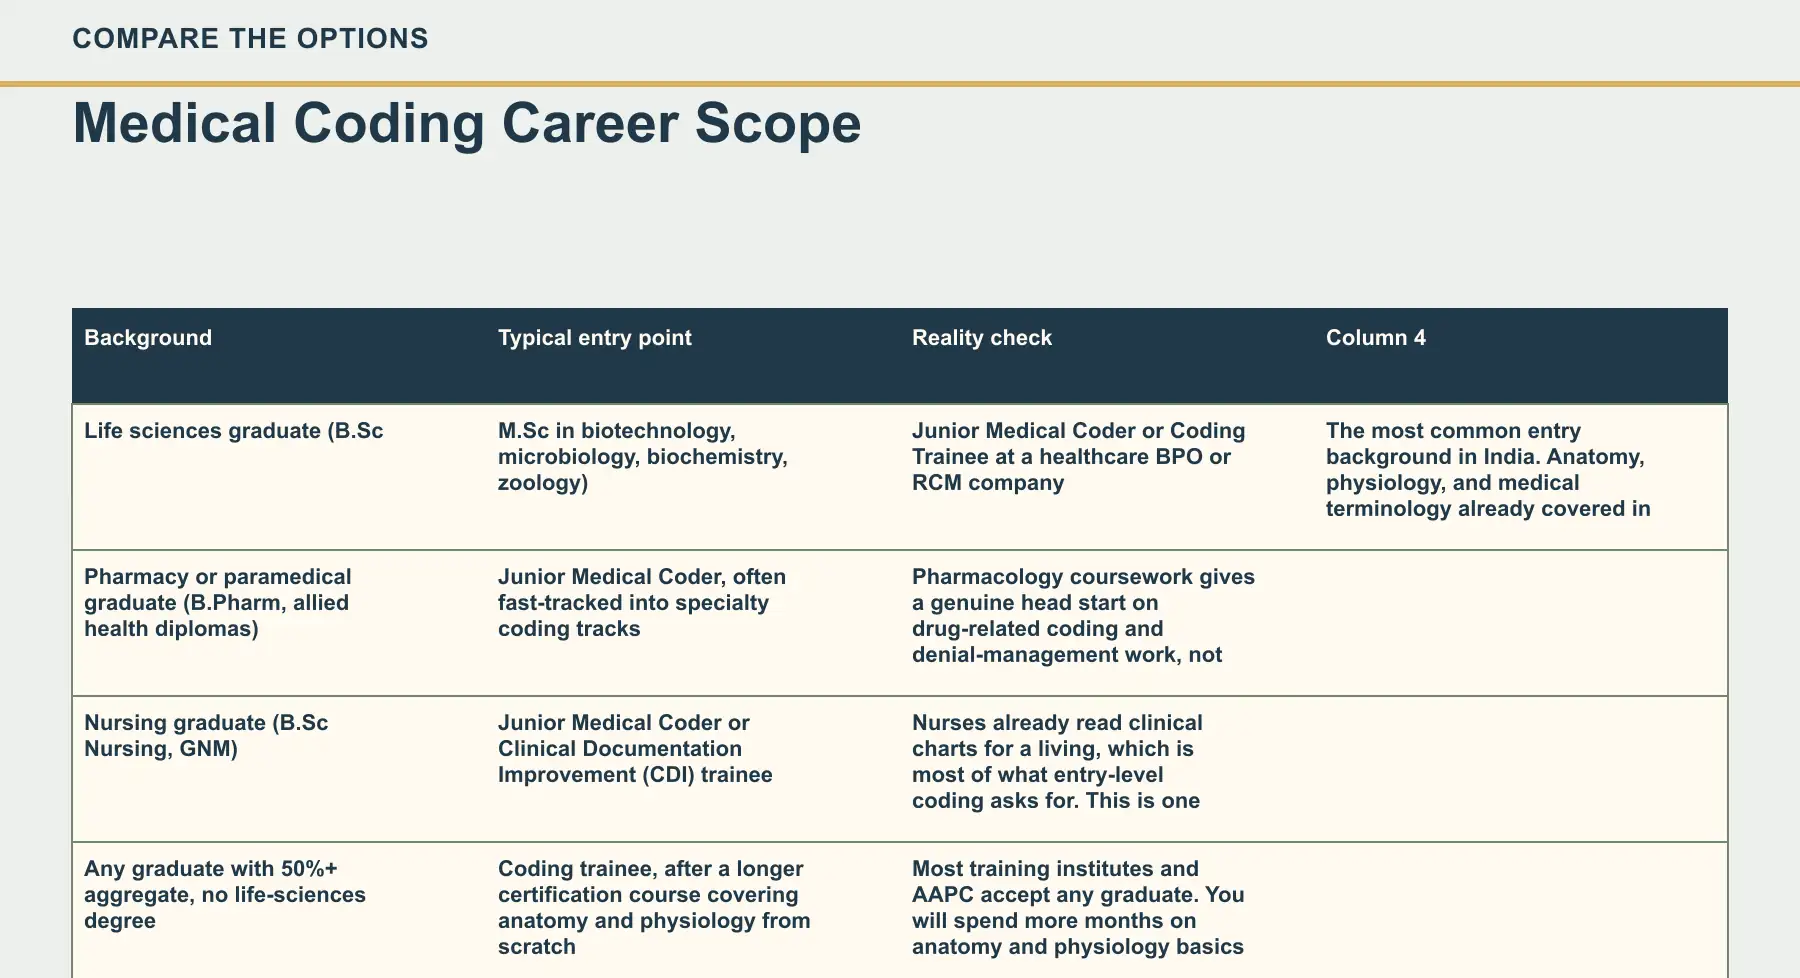 COMPARE THE OPTIONS
Medical Coding Career Scope
Background
Typical entry point
Reality check
Column 4
Life sciences graduate (B.Sc
M.Sc in biotechnology,
microbiology, biochemistry,
zoology)
Junior Medical Coder or Coding
Trainee at a healthcare BPO or
RCM company
The most common entry
background in India. Anatomy,
physiology, and medical
terminology already covered in
Pharmacy or paramedical
graduate (B.Pharm, allied
health diplomas)
Junior Medical Coder, often
fast-tracked into specialty
coding tracks
Pharmacology coursework gives
a genuine head start on
drug-related coding and
denial-management work, not
Nursing graduate (B.Sc
Nursing, GNM)
Junior Medical Coder or
Clinical Documentation
Improvement (CDI) trainee
Nurses already read clinical
charts for a living, which is
most of what entry-level
coding asks for. This is one
Any graduate with 50%+
aggregate, no life-sciences
degree
Coding trainee, after a longer
certification course covering
anatomy and physiology from
scratch
Most training institutes and
AAPC accept any graduate. You
will spend more months on
anatomy and physiology basics